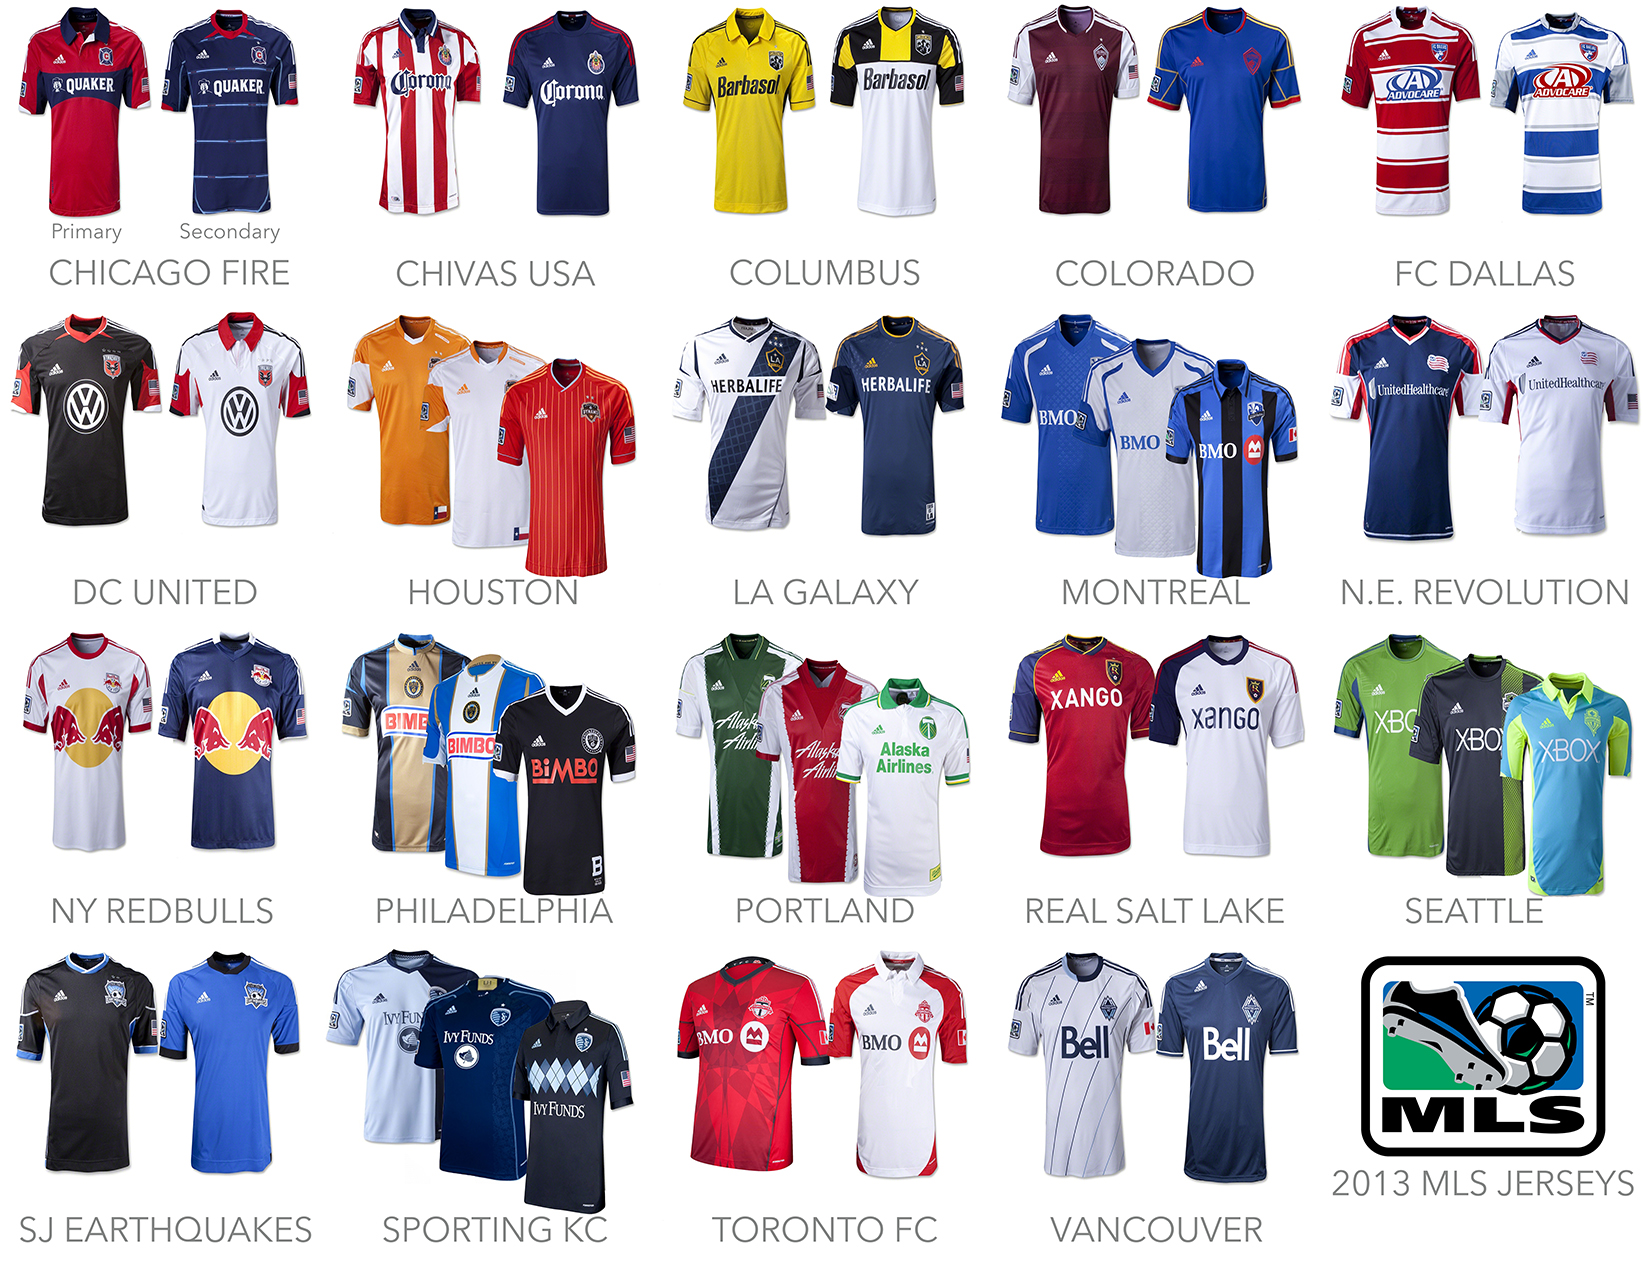 QUAKER
QUAKER
Corona
Corona
Barbasol
Barbasol
ADVOCARE
ADVOCARE
Primary
Secondary
CHICAGO FIRE
CHIVAS USA
COLUMBUS
COLORADO
FC DALLAS
HERBALIFE
HERBALIFE
BMO
BMO
BMO
UnitedHealthcare
UnitedHealthcare
DC UNITED
HOUSTON
LA GALAXY
MONTREAL
N.E. REVOLUTION
BIMBO
BIMBO
BIMBO
B
Alaska
Airlines
Alaska
Airlines
Alaska
Airlines
XANGO
xango
XBOX
XBOX
XBOX
NY REDBULLS
PHILADELPHIA
PORTLAND
REAL SALT LAKE
SEATTLE
IVY FUNDS
IVY FUNDS
IVY FUNDS
BMO
BMO
Bell
Bell
TM
MLS
2013 MLS JERSEYS
SJ EARTHQUAKES
SPORTING KC
TORONTO FC
VANCOUVER